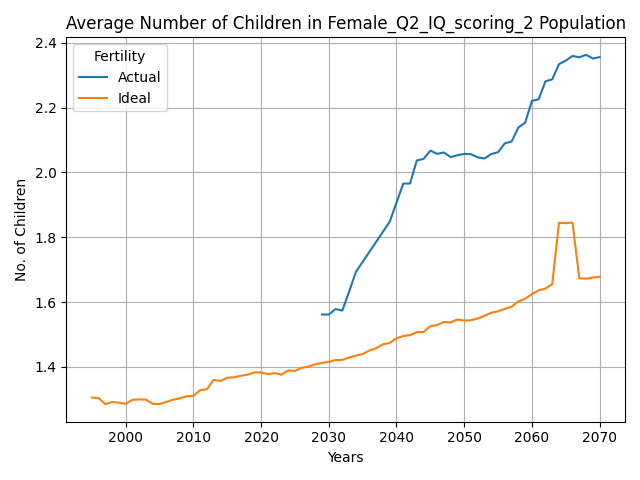 Average Number of Children in Female_Q2_IQ_scoring_2 Population
Fertility
Actual
Ideal
No. of Children
2.4
2.2
2.0
1.8
1.6
1.4
2000 2010 2020 2030 2040 2050 2060 2070
Years